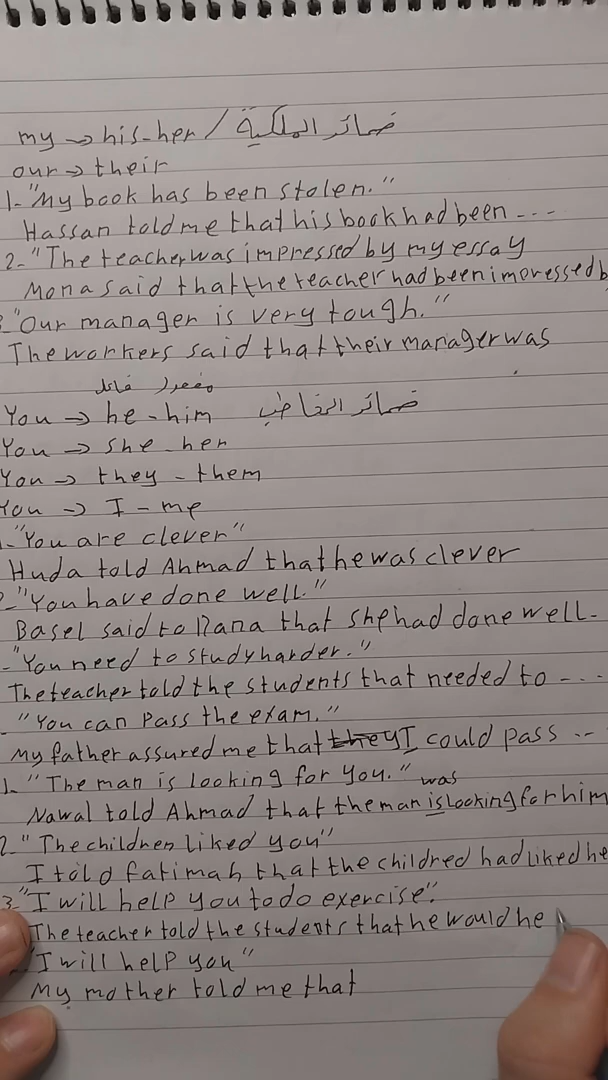 my → his-her / ضمائر الملكية
our → their
1- "My book has been stolen."
Hassan told me that his book had been ---
2- "The teacher was impressed by my essay
Mona said that the teacher had been impressed b
3- "Our manager is very tough."
The workers said that their manager was
فاعل مفعول
You → he - him ضمائر المخاطب
You → she - her
You → they - them
You → I - me
1- "You are clever"
Huda told Ahmad that he was clever
2- "You have done well."
Basel said to Rana that she had done well-
- "You need to study harder."
The teacher told the students that needed to ---
- "You can pass the exam."
My father assured me that they I could pass ---
1- "The man is looking for you." was
Nawal told Ahmad that the man is looking for him
2- "The children liked you"
I told fatimah that the childred had liked he
3- "I will help you to do exercise".
The teacher told the students that he would he
"I will help you"
My mother told me that